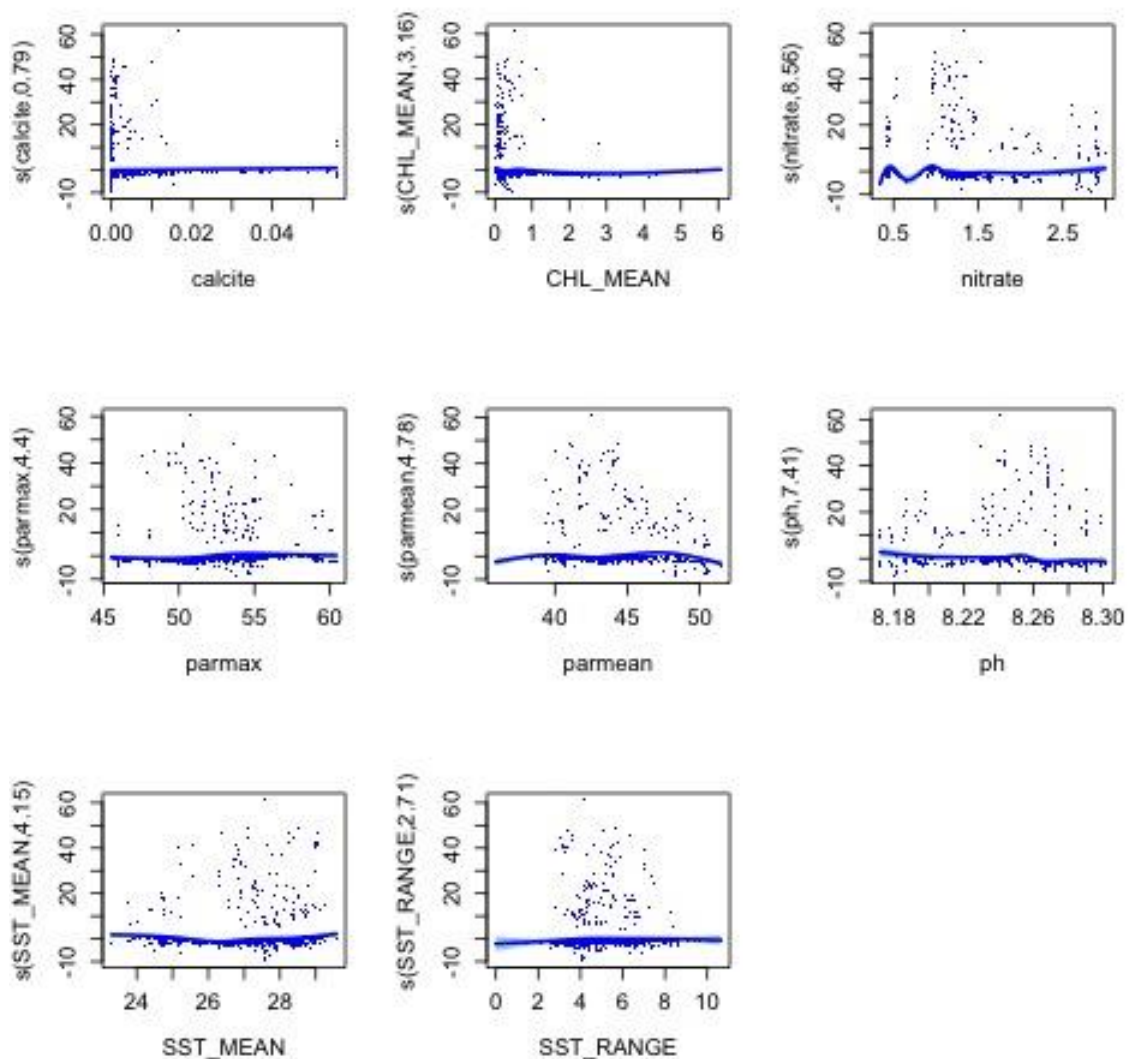 s(calcite,0.79)
60
40
20
-10
0.00 0.02 0.04
calcite
s(CHL_MEAN,3.16)
60
40
20
-10
0 1 2 3 4 5 6
CHL_MEAN
s(nitrate,8.56)
60
40
20
-10
0.5 1.5 2.5
nitrate
s(parmax,4.4)
60
40
20
-10
45 50 55 60
parmax
s(parmean,4.78)
60
40
20
-10
40 45 50
parmean
s(ph,7.41)
60
40
20
-10
8.18 8.22 8.26 8.30
ph
s(SST_MEAN,4.15)
60
40
20
-10
24 26 28
SST_MEAN
s(SST_RANGE,2.71)
60
40
20
-10
0 2 4 6 8 10
SST_RANGE